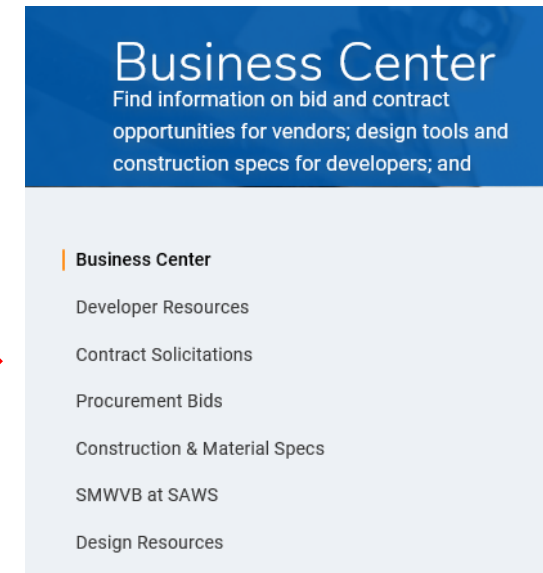 Business Center
Find information on bid and contract
opportunities for vendors; design tools and
construction specs for developers; and
Business Center
Developer Resources
Contract Solicitations
Procurement Bids
Construction & Material Specs
SMWVB at SAWS
Design Resources